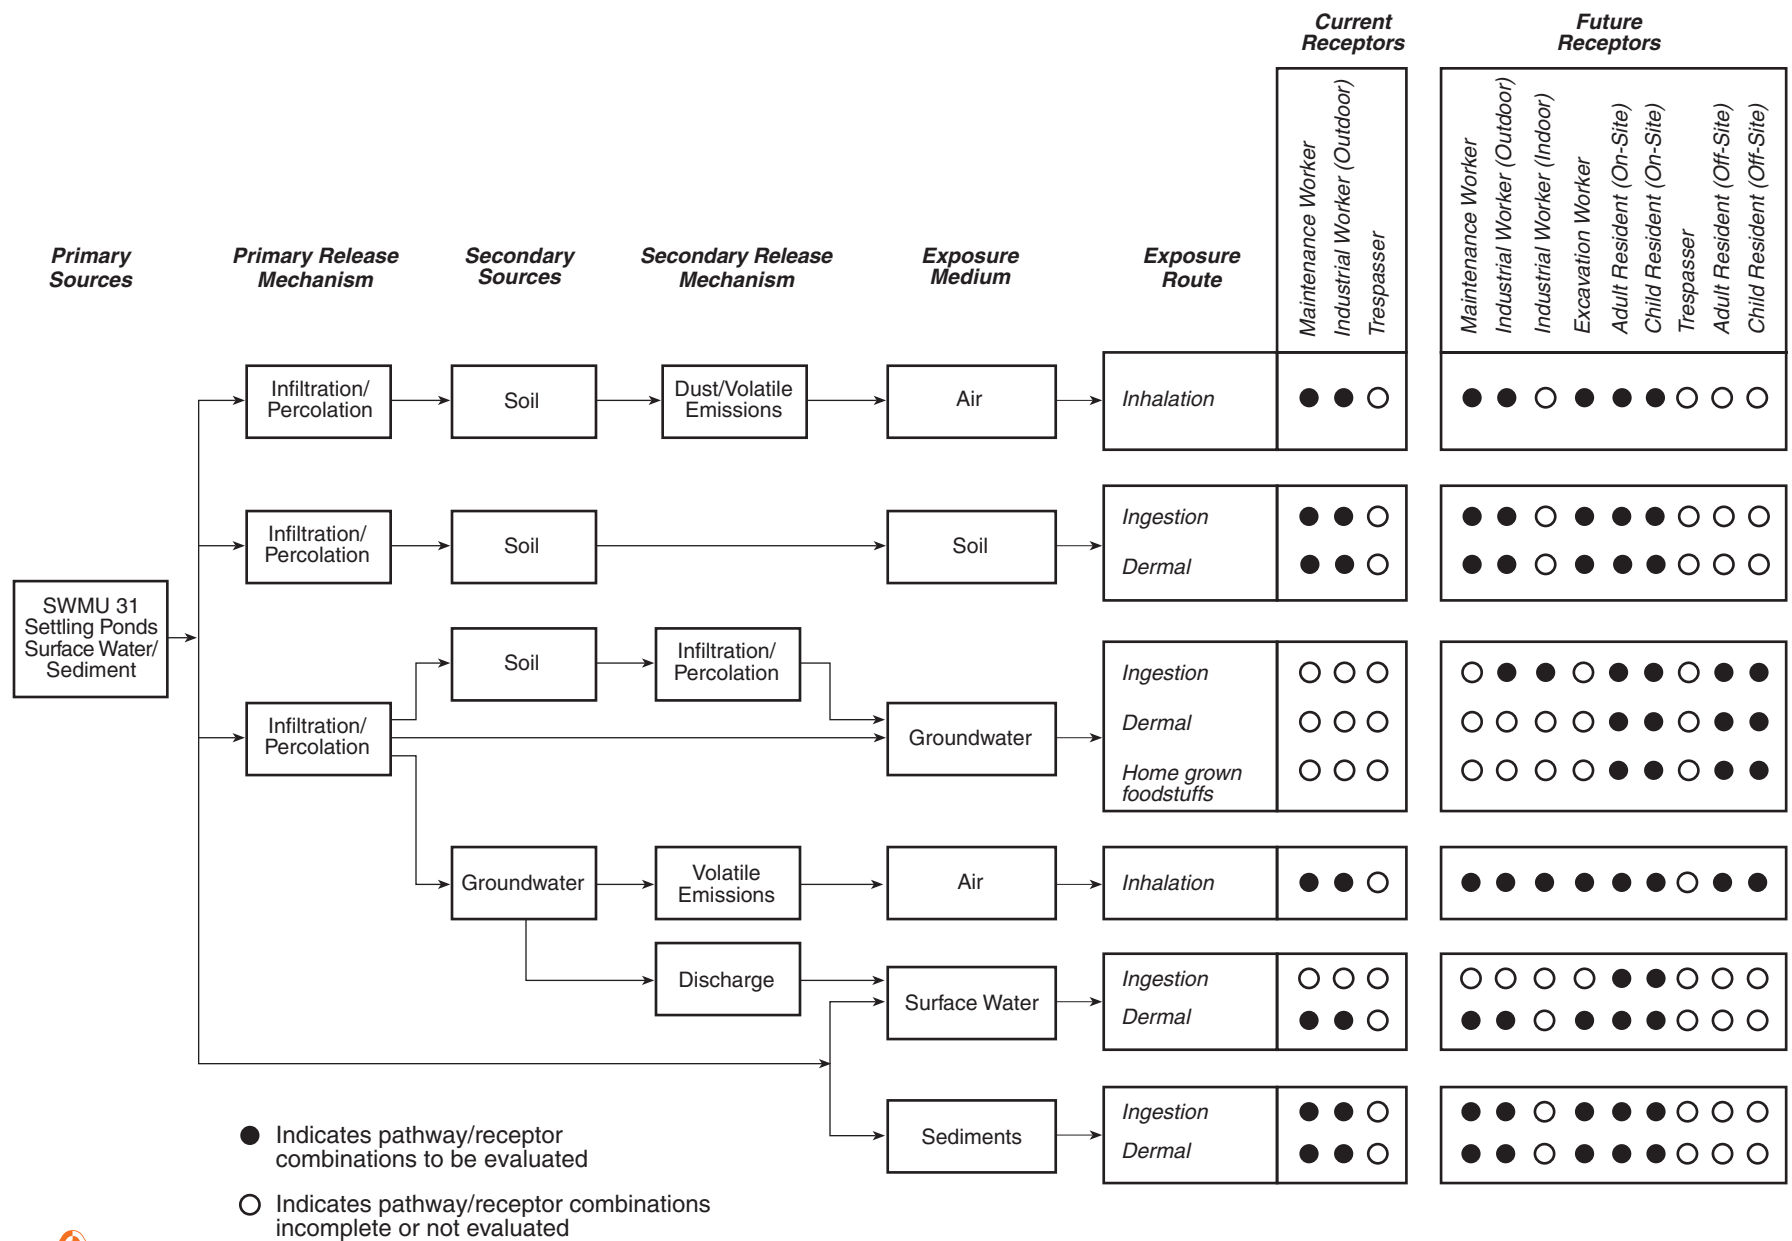 Current
Receptors
Future
Receptors
Maintenance Worker
Industrial Worker (Outdoor)
Trespasser
Maintenance Worker
Industrial Worker (Outdoor)
Industrial Worker (Indoor)
Excavation Worker
Adult Resident (On-Site)
Child Resident (On-Site)
Trespasser
Adult Resident (Off-Site)
Child Resident (Off-Site)
Primary
Sources
Primary Release
Mechanism
Secondary
Sources
Secondary Release
Mechanism
Exposure
Medium
Exposure
Route
Infiltration/
Percolation
Soil
Dust/Volatile
Emissions
Air
Inhalation
Infiltration/
Percolation
Soil
Soil
Ingestion
Dermal
SWMU 31
Settling Ponds
Surface Water/
Sediment
Soil
Infiltration/
Percolation
Infiltration/
Percolation
Groundwater
Ingestion
Dermal
Home grown
foodstuffs
Groundwater
Volatile
Emissions
Air
Inhalation
Discharge
Surface Water
Ingestion
Dermal
Sediments
Ingestion
Dermal
Indicates pathway/receptor
combinations to be evaluated
Indicates pathway/receptor combinations
incomplete or not evaluated